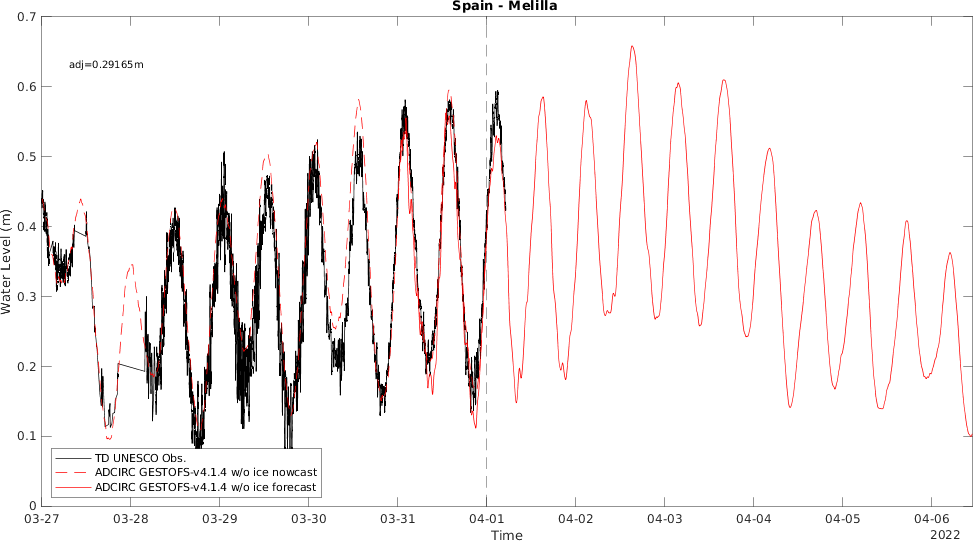 Spain - Melilla
0.7
0.6
0.5
0.4
0.3
0.2
0.1
0
Water Level (m)
adj=0.29165m
TD UNESCO Obs.
ADCIRC GESTOFS-v4.1.4 w/o ice nowcast
ADCIRC GESTOFS-v4.1.4 w/o ice forecast
03-27 03-28 03-29 03-30 03-31 04-01 04-02 04-03 04-04 04-05 04-06
Time
2022